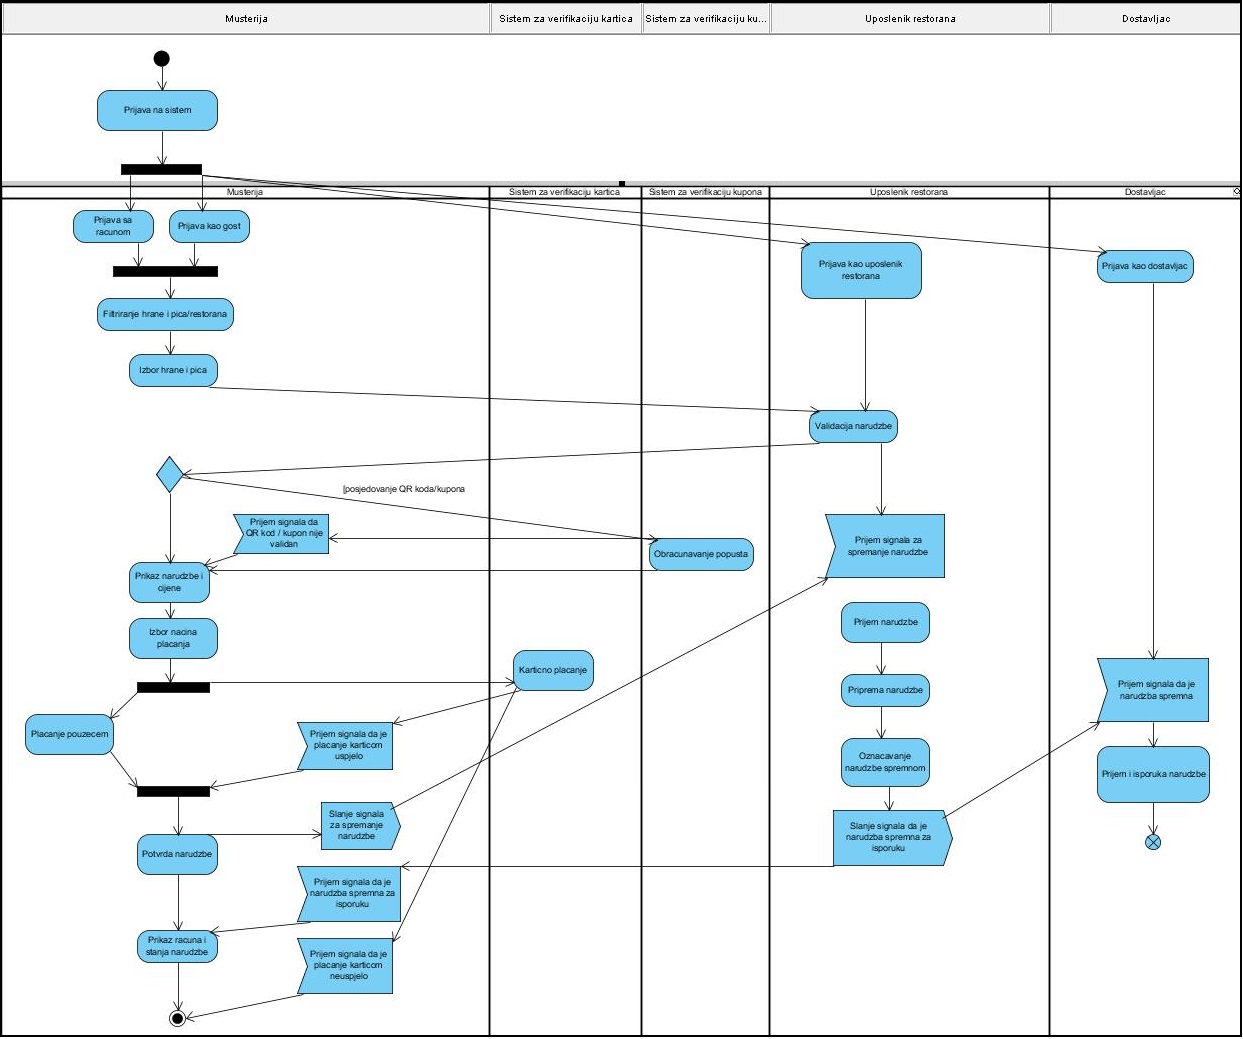 Musterija
Sistem za verifikaciju kartica
Sistem za verifikaciju ku...
Uposlenik restorana
Dostavljac
Prijava na sistem
Musterija
Sistem za verifikaciju kartica
Sistem za verifikaciju kupona
Uposlenik restorana
Dostavljac
Prijava sa
racunom
Prijava kao gost
Prijava kao uposlenik
restorana
Prijava kao dostavljac
Filtriranje hrane i pica/restorana
Izbor hrane i pica
Validacija narudzbe
[posjedovanje QR koda/kupona
Prijem signala da
QR kod / kupon nije
validan
Obracunavanje popusta
Prijem signala za
spremanje narudzbe
Prikaz narudzbe i
cijene
Izbor nacina
placanja
Prijem narudzbe
Karticno placanje
Priprema narudzbe
Prijem signala da je
narudzba spremna
Placanje pouzecem
Prijem signala da je
placanje karticom
uspjelo
Oznacavanje
narudzbe spremnom
Prijem i isporuka narudzbe
Slanje signala
za spremanje
narudzbe
Slanje signala da je
narudzba spremna za
isporuku
Potvrda narudzbe
Prijem signala da je
narudzba spremna za
isporuku
Prikaz racuna i
stanja narudzbe
Prijem signala da je
placanje karticom
neuspjelo